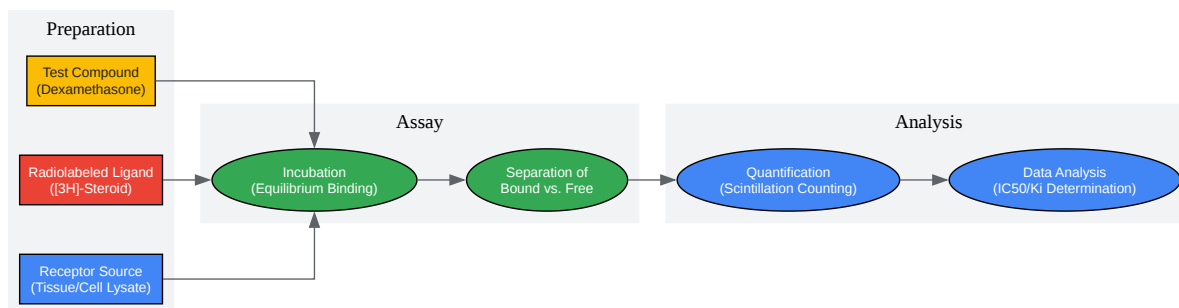 Preparation
Test Compound
(Dexamethasone)
Radiolabeled Ligand
([3H]-Steroid)
Receptor Source
(Tissue/Cell Lysate)
Assay
Incubation
(Equilibrium Binding)
Separation of
Bound vs. Free
Analysis
Quantification
(Scintillation Counting)
Data Analysis
(IC50/Ki Determination)